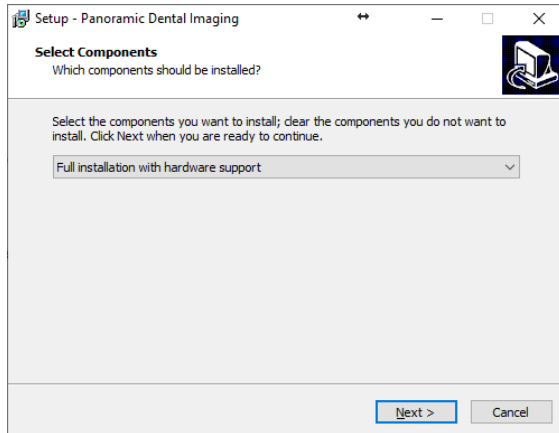 Setup - Panoramic Dental Imaging
Select Components
Which components should be installed?
Select the components you want to install; clear the components you do not want to
install. Click Next when you are ready to continue.
Full installation with hardware support
Next >
Cancel